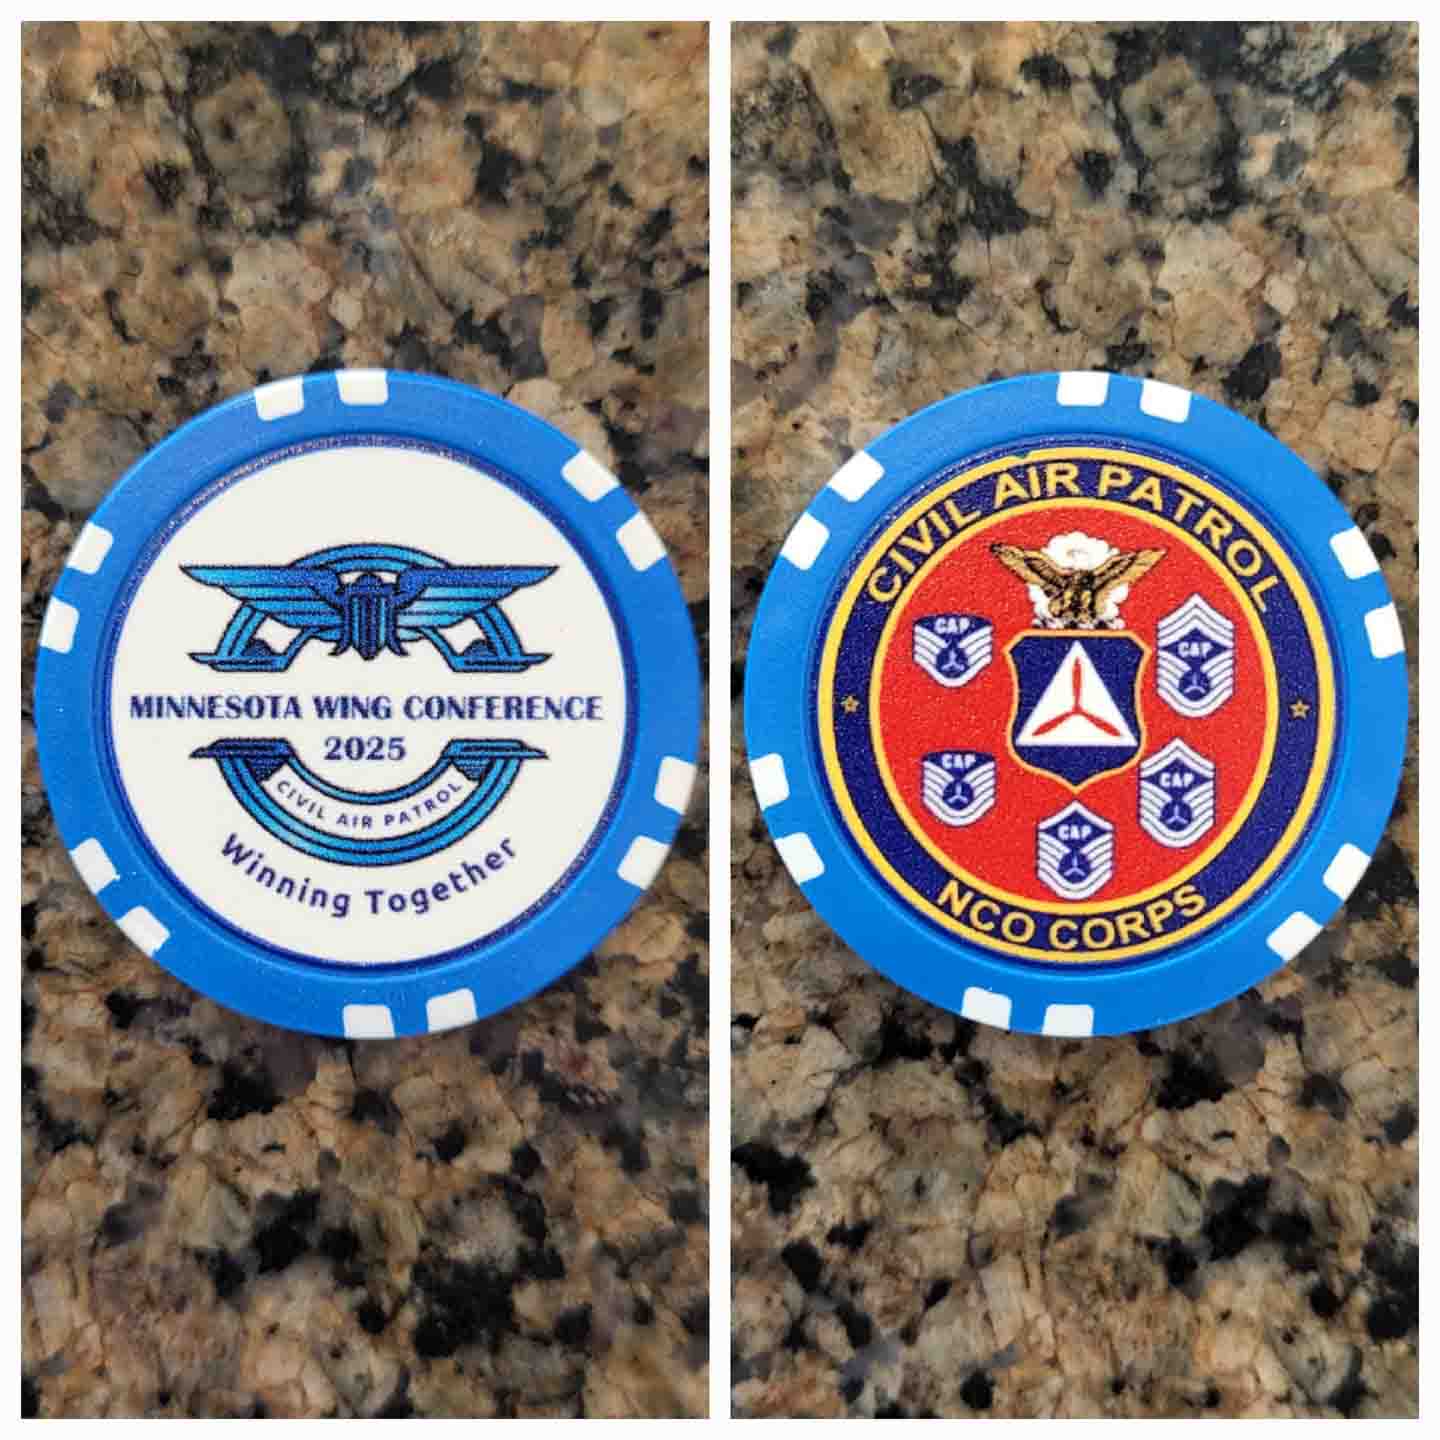 MINNESOTA WING CONFERENCE
2025
CIVIL AIR PATROL
Winning Together
CIVIL AIR PATROL
CAP
CAP
CAP
CAP
CAP
NCO CORPS